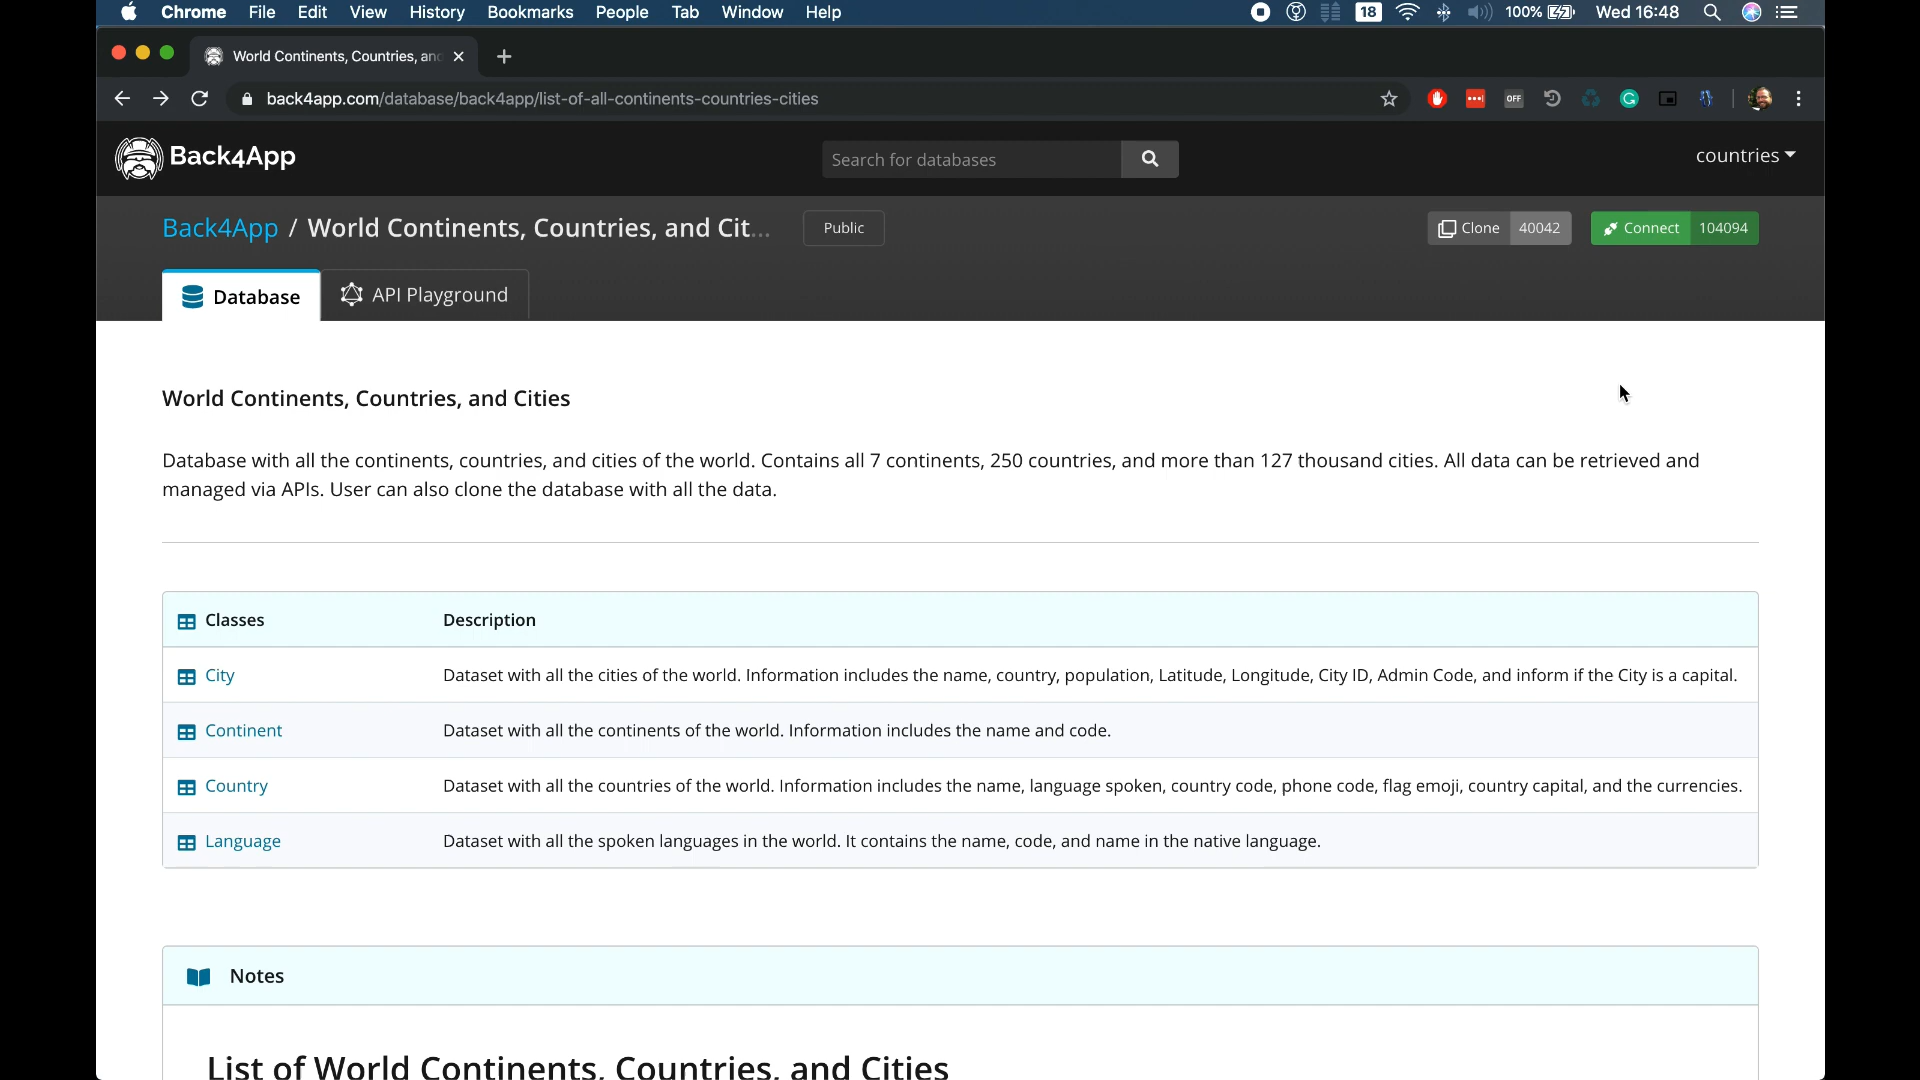 Chrome File Edit View History Bookmarks People Tab Window Help 18 100% Wed 16:48
World Continents, Countries, an
back4app.com/database/back4app/list-of-all-continents-countries-cities OFF
Back4App Search for databases countries
Back4App / World Continents, Countries, and Cit... Public Clone 40042 Connect 104094
Database API Playground
World Continents, Countries, and Cities
Database with all the continents, countries, and cities of the world. Contains all 7 continents, 250 countries, and more than 127 thousand cities. All data can be retrieved and
managed via APIs. User can also clone the database with all the data.
Classes Description
City Dataset with all the cities of the world. Information includes the name, country, population, Latitude, Longitude, City ID, Admin Code, and inform if the City is a capital.
Continent Dataset with all the continents of the world. Information includes the name and code.
Country Dataset with all the countries of the world. Information includes the name, language spoken, country code, phone code, flag emoji, country capital, and the currencies.
Language Dataset with all the spoken languages in the world. It contains the name, code, and name in the native language.
Notes
List of World Continents, Countries, and Cities